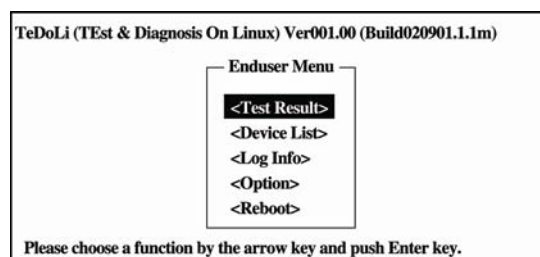 TeDoLi (TEst & Diagnosis On Linux) Ver001.00 (Build020901.1.1m)
Enduser Menu
<Test Result>
<Device List>
<Log Info>
<Option>
<Reboot>
Please choose a function by the arrow key and push Enter key.